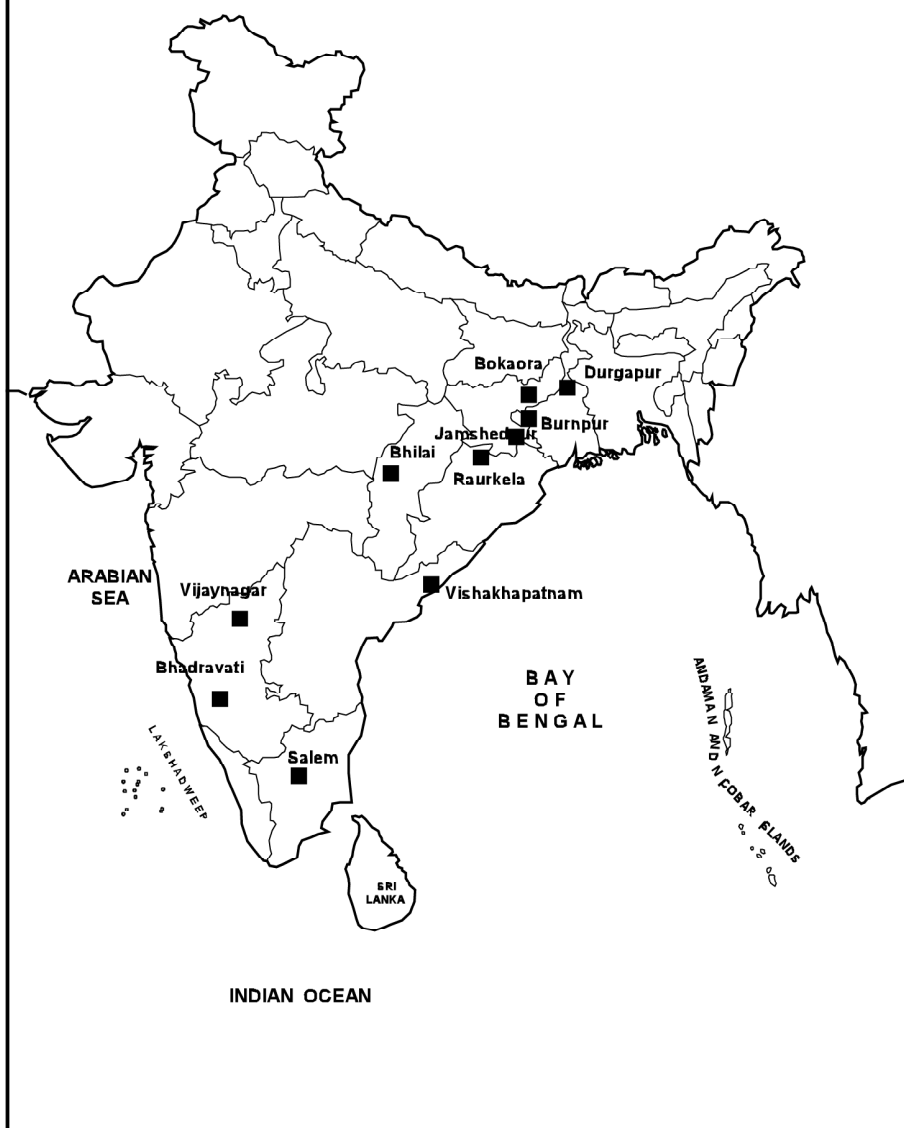 Bokaora
Durgapur
Burnpur
Jamshedpur
Bhilai
Raurkela
ARABIAN
SEA
Vijaynagar
Vishakhapatnam
Bhadravati
BAY
OF
BENGAL
ANDAMAN AND NICOBAR ISLANDS
LAKSHADWEEP
Salem
SRI
LANKA
INDIAN OCEAN